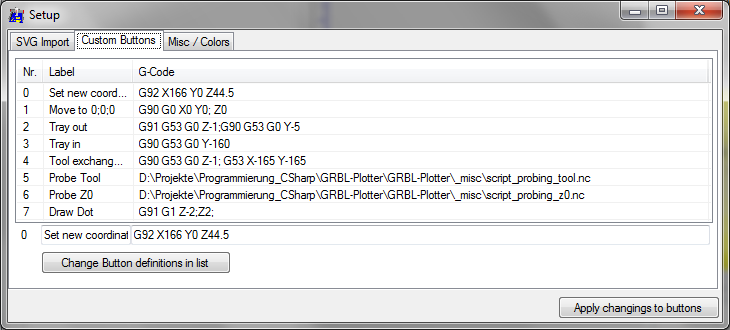 Setup
SVG Import Custom Buttons Misc / Colors
Nr. Label G-Code
0 Set new coord... G92 X166 Y0 Z44.5
1 Move to 0;0;0 G90 G0 X0 Y0; Z0
2 Tray out G91 G53 G0 Z-1;G90 G53 G0 Y-5
3 Tray in G90 G53 G0 Y-160
4 Tool exchang... G90 G53 G0 Z-1; G53 X-165 Y-165
5 Probe Tool D:\Projekte\Programmierung_CSharp\GRBL-Plotter\GRBL-Plotter\_misc\script_probing_tool.nc
6 Probe Z0 D:\Projekte\Programmierung_CSharp\GRBL-Plotter\GRBL-Plotter\_misc\script_probing_z0.nc
7 Draw Dot G91 G1 Z-2;Z2;
0 Set new coordinat G92 X166 Y0 Z44.5
Change Button definitions in list
Apply changings to buttons